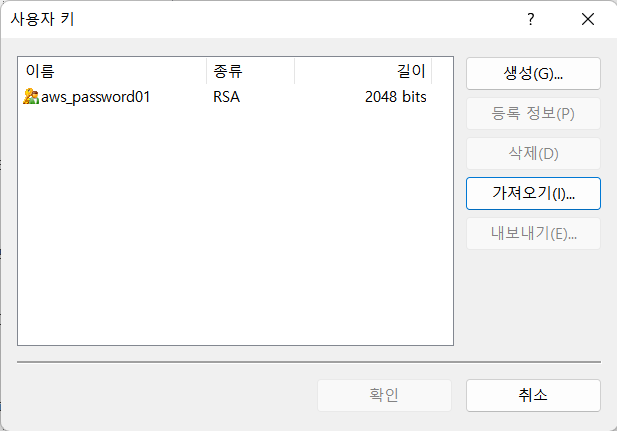 사용자 키
?
이름 종류 길이
aws_password01 RSA 2048 bits
생성(G)...
등록 정보(P)
삭제(D)
가져오기(I)...
내보내기(E)...
확인 취소